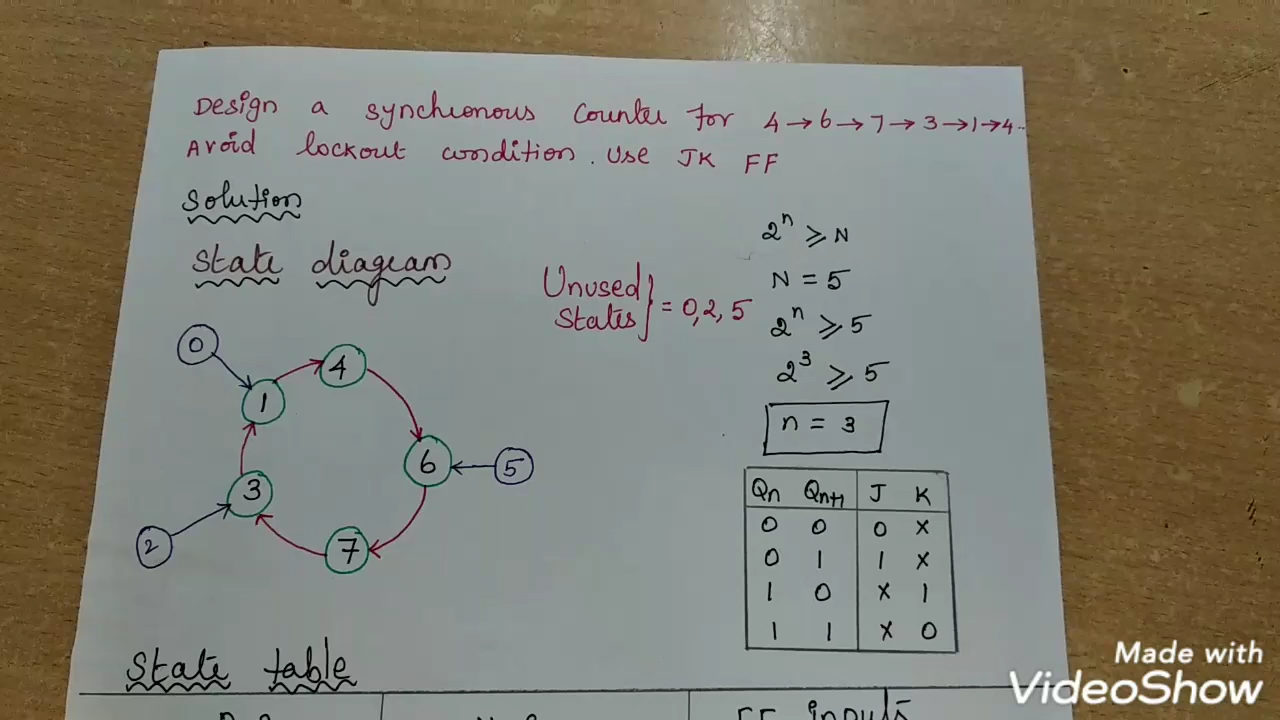 Design a synchronous counter for 4→6→7→3→1→4..
Avoid lockout condition. Use JK FF
Solution
State diagram
Unused
States } = 0,2,5
2ⁿ ⩾ N
N = 5
2ⁿ ⩾ 5
2³ ⩾ 5
n = 3
0
4
1
6
5
3
2
7
Qn Qn+1 J K
0 0 0 X
0 1 1 X
1 0 X 1
1 1 X 0
State table
FF inputs
Made with
VideoShow